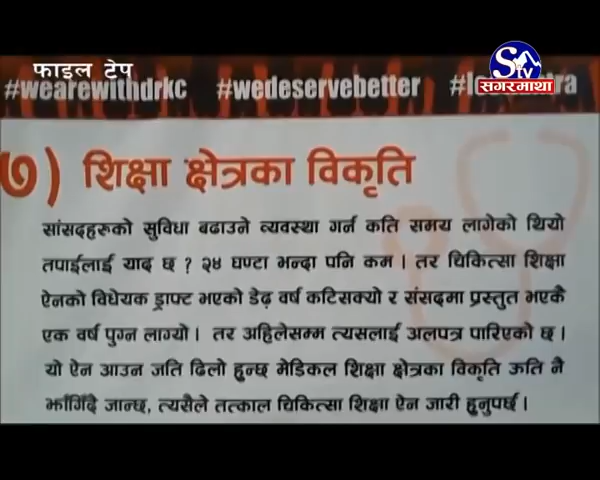 फाइल टेप
S tv
सगरमाथा
#wearewithdrkc #wedeservebetter
७) शिक्षा क्षेत्रका विकृति
सांसदहरुको सुविधा बढाउने व्यवस्था गर्न कति समय लागेको थियो
तपाईलाई याद छ ? २४ घण्टा भन्दा पनि कम । तर चिकित्सा शिक्षा
ऐनको विधेयक ड्राफ्ट भएको डेढ वर्ष कटिसक्यो र संसदमा प्रस्तुत भएकै
एक वर्ष पुग्न लाग्यो । तर अहिलेसम्म त्यसलाई अलपत्र पारिएको छ ।
यो ऐन आउन जति ढिलो हुन्छ मेडिकल शिक्षा क्षेत्रका विकृति उति नै
झाँगिँदै जान्छ, त्यसैले तत्काल चिकित्सा शिक्षा ऐन जारी हुनुपर्छ ।